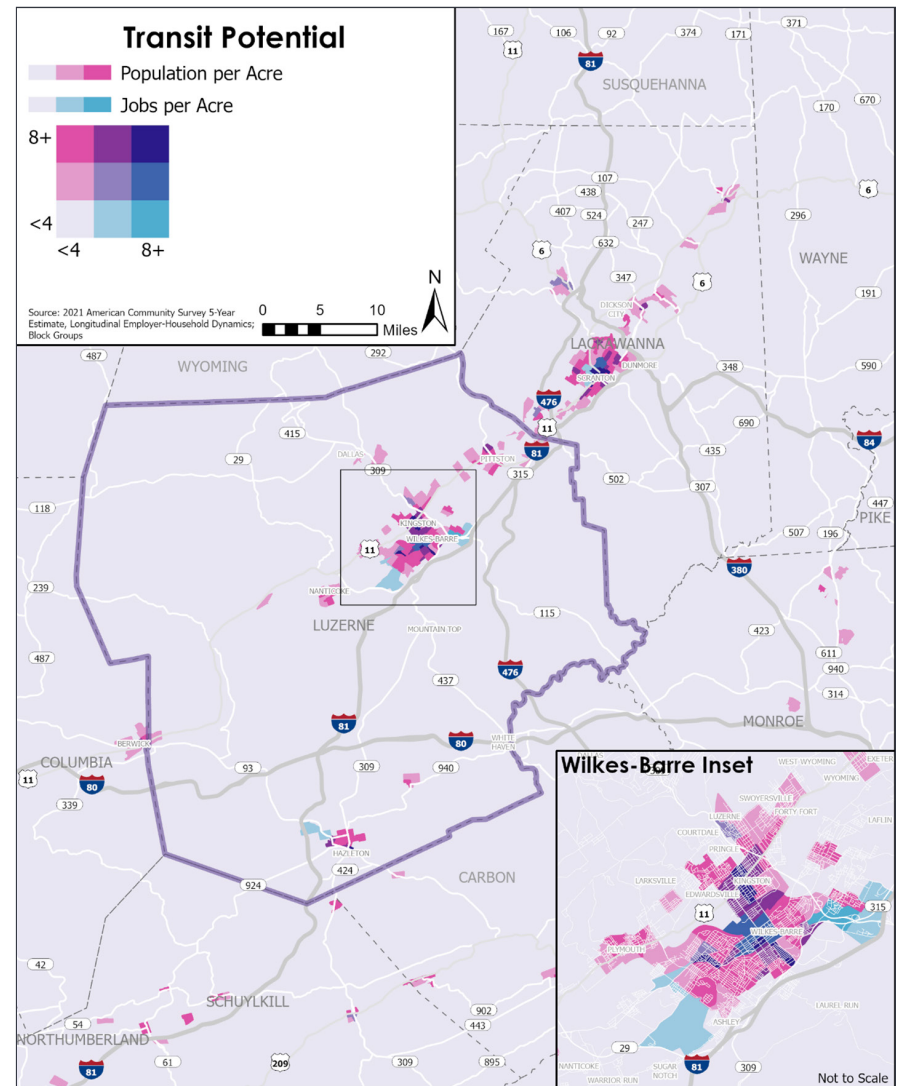 Transit Potential
Population per Acre
Jobs per Acre
8+
<4
<4
8+
Source: 2021 American Community Survey 5-Year
Estimate, Longitudinal Employer-Household Dynamics;
Block Groups
0 5 10
Miles
N
167
11
106
92
374
171
371
81
SUSQUEHANNA
170
670
107
438
6
407
524
247
296
6
632
WAYNE
347
6
191
DICKSON
CITY
LACKAWANNA
487
292
WYOMING
DUNMORE
348
590
SCRANTON
476
11
690
84
415
81
435
DALLAS
29
309
PITTSTON
315
502
307
447
118
PIKE
KINGSTON
507
196
11
WILKES-BARRE
380
239
NANTICOKE
LUZERNE
115
MOUNTAIN TOP
423
487
476
611
940
437
314
81
MONROE
80
WHITE
HAVEN
BERWICK
COLUMBIA
11
80
93
309
940
339
HAZLETON
424
924
CARBON
42
SCHUYLKILL
54
NORTHUMBERLAND
81
61
209
309
895
902
443
Wilkes-Barre Inset
WEST-WYOMING
EXETER
WYOMING
SWOYERSVILLE
LUZERNE
FORTY-FORT
COURTDALE
LAFLIN
PRINGLE
LARKSVILLE
KINGSTON
EDWARDSVILLE
11
315
WILKES-BARRE
PLYMOUTH
LAUREL-RUN
ASHLEY
29
NANTICOKE
SUGAR
NOTCH
81
309
WARRIOR RUN
Not to Scale